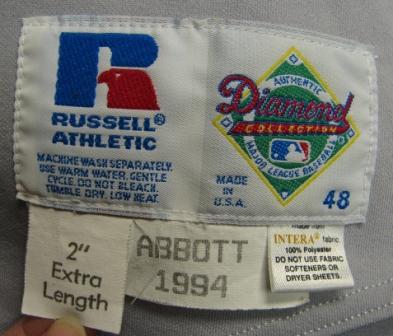 RUSSELL®
ATHLETIC
MACHINE WASH SEPARATELY.
USE WARM WATER. GENTLE
CYCLE. DO NOT BLEACH.
TUMBLE DRY. LOW HEAT.
AUTHENTIC
Diamond
COLLECTION
MAJOR LEAGUE BASEBALL
MADE
IN
U.S.A.
48
2"
Extra
Length
ABBOTT
1994
made from
INTERA® fabric
100% Polyester
DO NOT USE FABRIC
SOFTENERS OR
DRYER SHEETS.